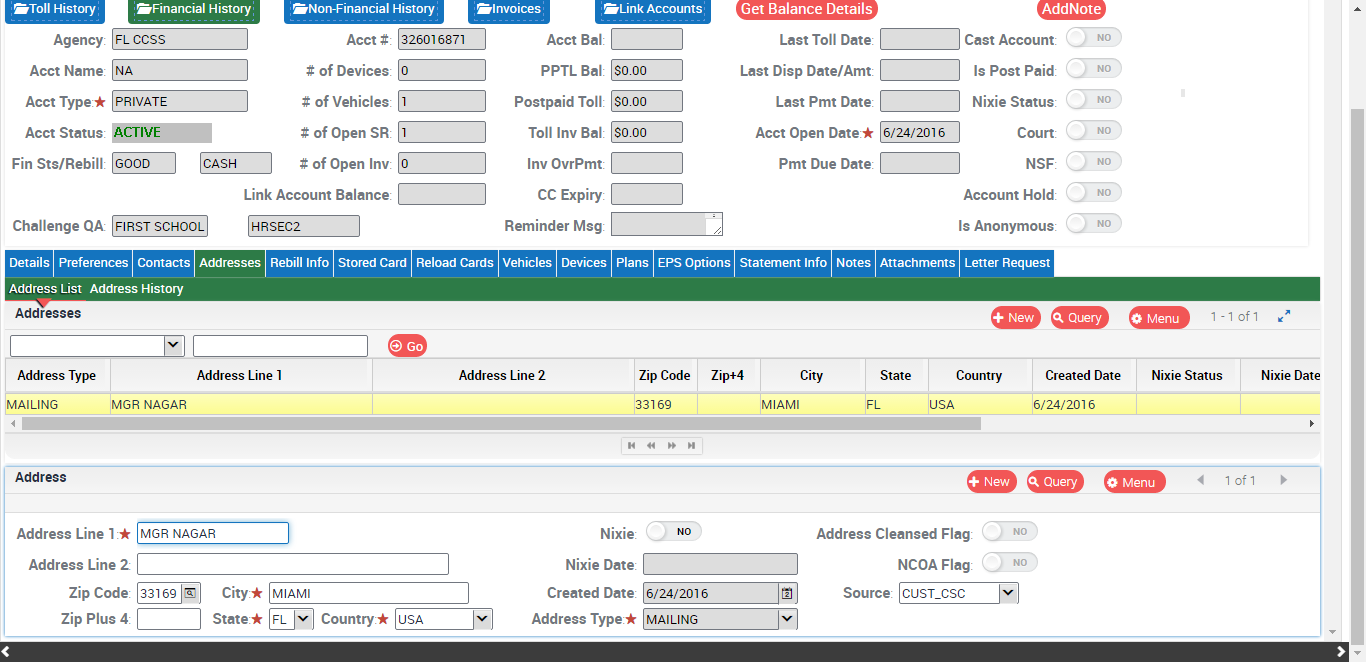 Toll History Financial History Non-Financial History Invoices Link Accounts Get Balance Details AddNote
Agency: FL CCSS Acct #: 326016871 Acct Bal: Last Toll Date: Cast Account: NO
Acct Name: NA # of Devices: 0 PPTL Bal: $0.00 Last Disp Date/Amt: Is Post Paid: NO
Acct Type:★ PRIVATE # of Vehicles: 1 Postpaid Toll: $0.00 Last Pmt Date: Nixie Status: NO
Acct Status: ACTIVE # of Open SR: 1 Toll Inv Bal: $0.00 Acct Open Date:★ 6/24/2016 Court: NO
Fin Sts/Rebill: GOOD CASH # of Open Inv: 0 Inv OvrPmt: Pmt Due Date: NSF: NO
Link Account Balance: CC Expiry: Account Hold: NO
Challenge QA: FIRST SCHOOL HRSEC2 Reminder Msg: Is Anonymous: NO
Details Preferences Contacts Addresses Rebill Info Stored Card Reload Cards Vehicles Devices Plans EPS Options Statement Info Notes Attachments Letter Request
Address List Address History
Addresses New Query Menu 1 - 1 of 1
Go
Address Type Address Line 1 Address Line 2 Zip Code Zip+4 City State Country Created Date Nixie Status Nixie Date
MAILING MGR NAGAR 33169 MIAMI FL USA 6/24/2016
Address New Query Menu 1 of 1
Address Line 1:★ MGR NAGAR Nixie: NO Address Cleansed Flag: NO
Address Line 2: Nixie Date: NCOA Flag: NO
Zip Code: 33169 City:★ MIAMI Created Date: 6/24/2016 Source: CUST_CSC
Zip Plus 4: State:★ FL Country:★ USA Address Type:★ MAILING